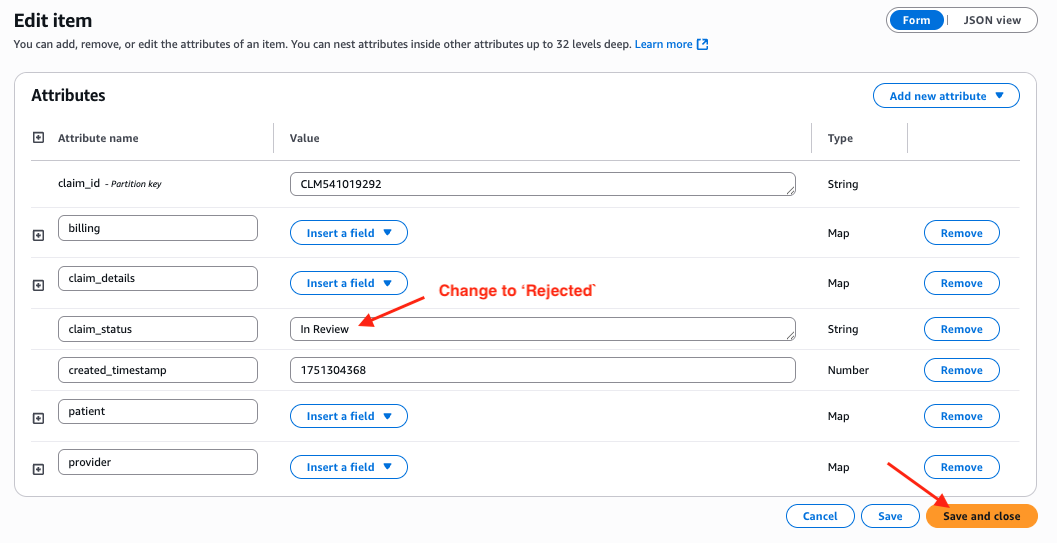 Edit item
Form JSON view
You can add, remove, or edit the attributes of an item. You can nest attributes inside other attributes up to 32 levels deep. Learn more
Attributes
Add new attribute
Attribute name Value Type
claim_id - Partition key CLM541019292 String
billing Insert a field Map Remove
claim_details Insert a field Map Remove
Change to ‘Rejected`
claim_status In Review String Remove
created_timestamp 1751304368 Number Remove
patient Insert a field Map Remove
provider Insert a field Map Remove
Cancel Save Save and close